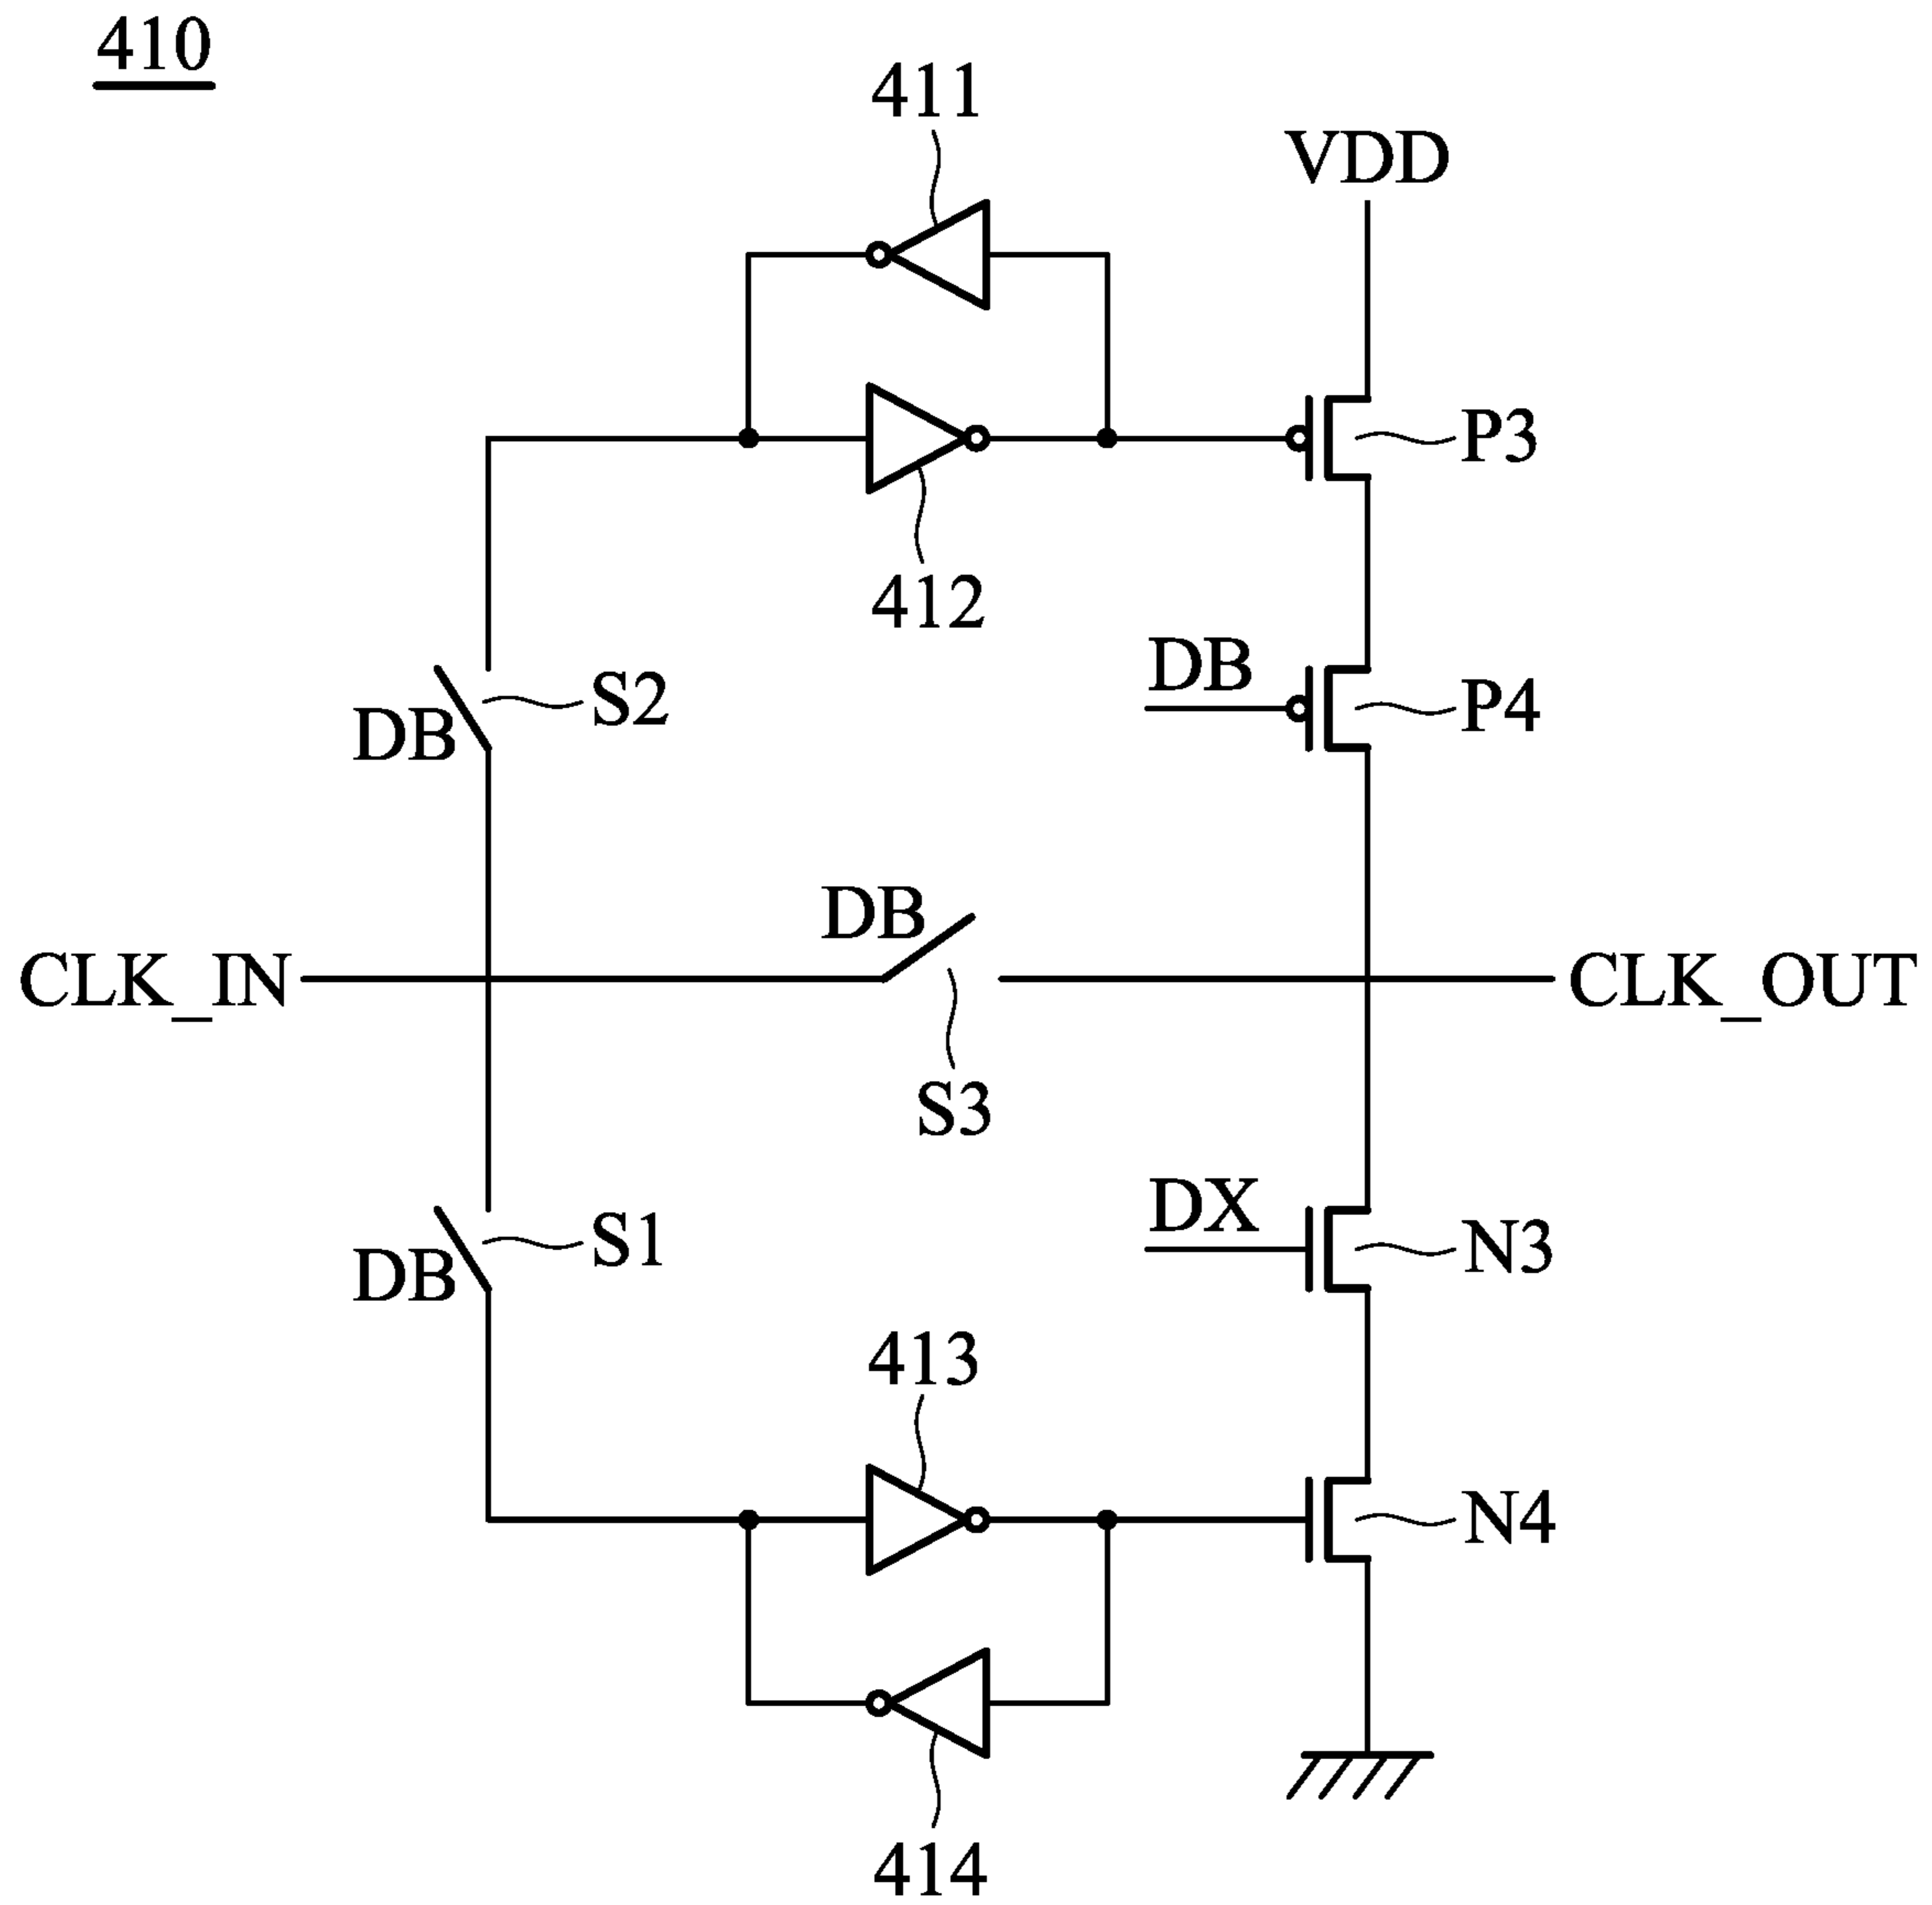 410
411
VDD
P3
412
DB
P4
S2
DB
DB
CLK_IN
CLK_OUT
S3
DX
N3
S1
DB
413
N4
414